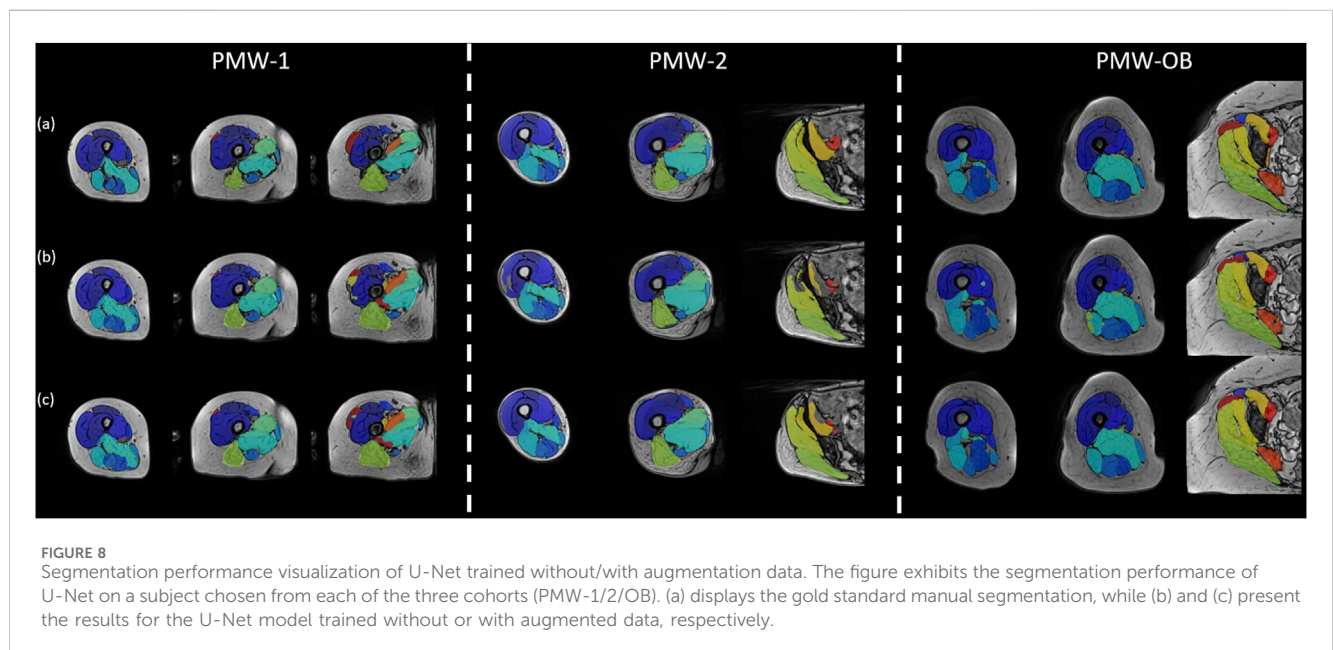 PMW-1
PMW-2
PMW-OB
(a)
(b)
(c)
FIGURE 8
Segmentation performance visualization of U-Net trained without/with augmentation data. The figure exhibits the segmentation performance of
U-Net on a subject chosen from each of the three cohorts (PMW-1/2/OB). (a) displays the gold standard manual segmentation, while (b) and (c) present
the results for the U-Net model trained without or with augmented data, respectively.